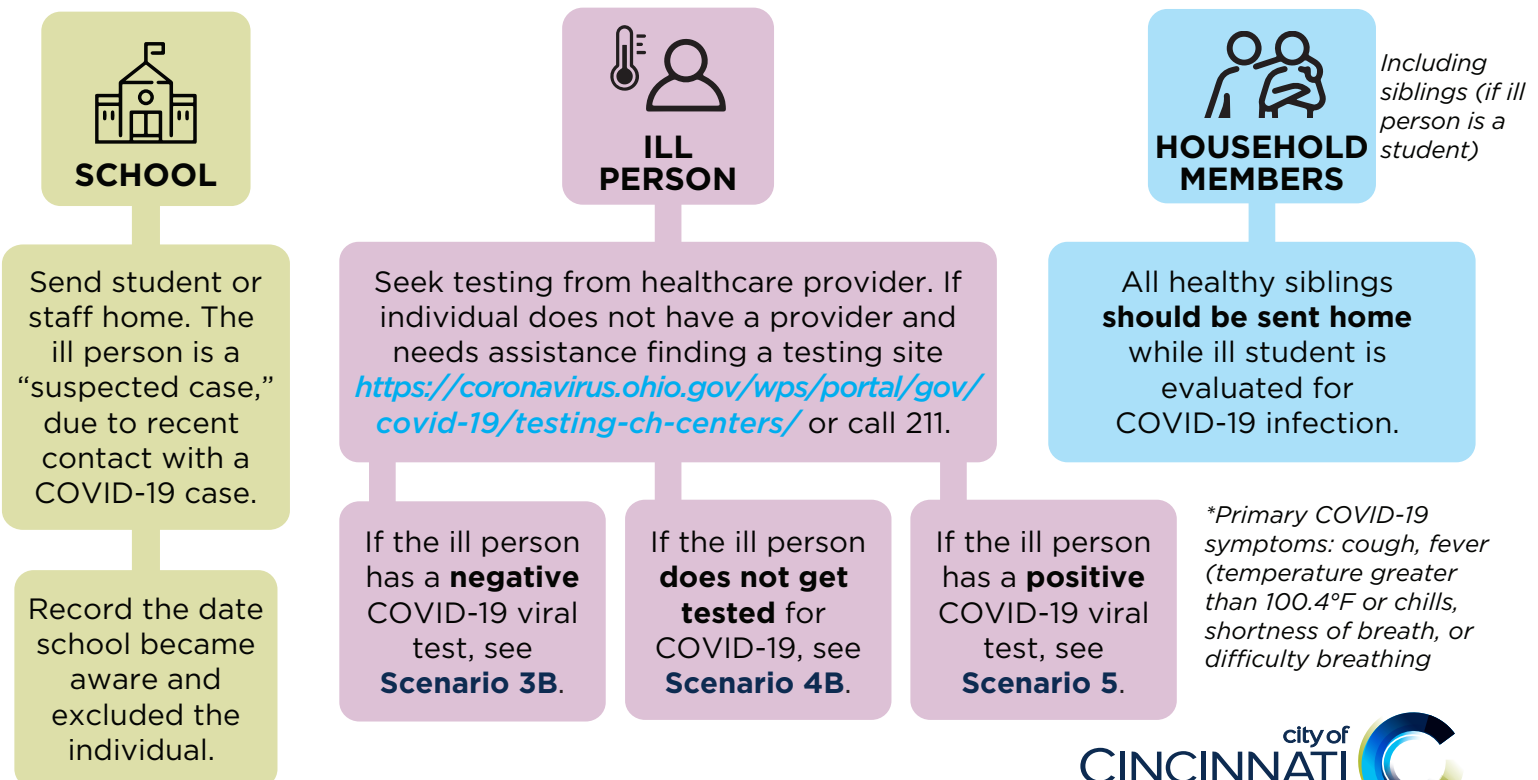 SCHOOL
Send student or
staff home. The
ill person is a
“suspected case,”
due to recent
contact with a
COVID-19 case.
Record the date
school became
aware and
excluded the
individual.
ILL
PERSON
Seek testing from healthcare provider. If
individual does not have a provider and
needs assistance finding a testing site
https://coronavirus.ohio.gov/wps/portal/gov/
covid-19/testing-ch-centers/ or call 211.
If the ill person
has a negative
COVID-19 viral
test, see
Scenario 3B.
If the ill person
does not get
tested for
COVID-19, see
Scenario 4B.
If the ill person
has a positive
COVID-19 viral
test, see
Scenario 5.
HOUSEHOLD
MEMBERS
Including
siblings (if ill
person is a
student)
All healthy siblings
should be sent home
while ill student is
evaluated for
COVID-19 infection.
*Primary COVID-19
symptoms: cough, fever
(temperature greater
than 100.4°F or chills,
shortness of breath, or
difficulty breathing
city of
CINCINNATI